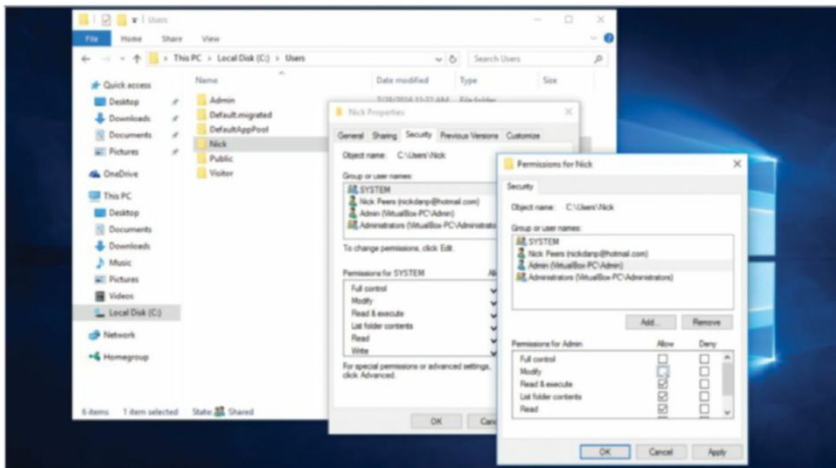 Users
File Home Share View
This PC > Local Disk (C:) > Users
Search Users
Quick access
Desktop
Downloads
Documents
Pictures
OneDrive
This PC
Desktop
Documents
Downloads
Music
Pictures
Videos
Local Disk (C:)
Network
Homegroup
Name Date modified Type Size
Admin 11:22 AM File folder
Default.migrated
DefaultAppPool
Nick
Public
Visitor
6 items 1 item selected State: Shared
Nick Properties
General Sharing Security Previous Versions Customize
Object name: C:\Users\Nick
Group or user names:
SYSTEM
Nick Peers (nickdanp@hotmail.com)
Admin (VirtualBox-PC\Admin)
Administrators (VirtualBox-PC\Administrato
To change permissions, click Edit.
Permissions for SYSTEM
Full control
Modify
Read & execute
List folder contents
Read
Write
For special permissions or advanced settings,
click Advanced.
OK Can
Permissions for Nick
Security
Object name: C:\Users\Nick
Group or user names:
SYSTEM
Nick Peers (nickdanp@hotmail.com)
Admin (VirtualBox-PC\Admin)
Administrators (VirtualBox-PC\Administrators)
Add... Remove
Permissions for Admin Allow Deny
Full control
Modify
Read & execute
List folder contents
Read
OK Cancel Apply